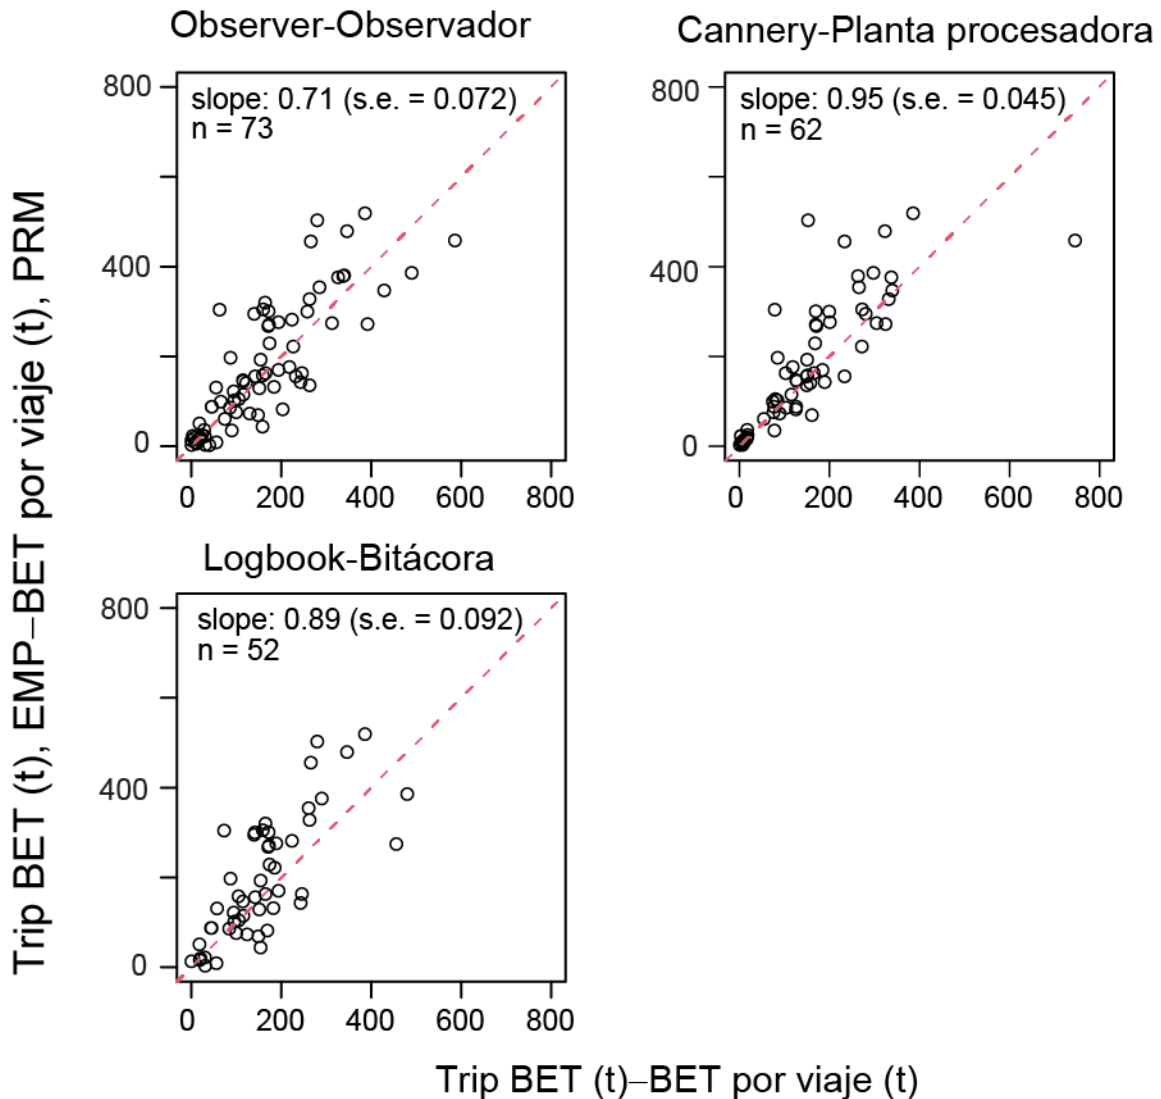 Observer-Observador
Cannery-Planta procesadora
slope: 0.71 (s.e. = 0.072)
n = 73
slope: 0.95 (s.e. = 0.045)
n = 62
800
400
0
800
400
0
0 200 400 600 800
0 200 400 600 800
Logbook-Bitácora
slope: 0.89 (s.e. = 0.092)
n = 52
800
400
0
0 200 400 600 800
Trip BET (t), EMP–BET por viaje (t), PRM
Trip BET (t)–BET por viaje (t)